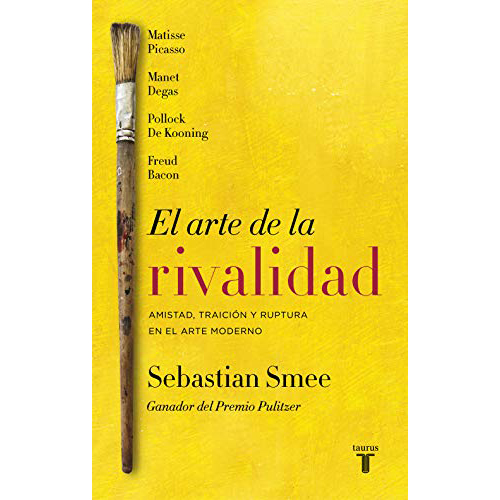 Matisse
Picasso
Manet
Degas
Pollock
De Kooning
Freud
Bacon
El arte de la
rivalidad
AMISTAD, TRAICIÓN Y RUPTURA
EN EL ARTE MODERNO
Sebastian Smee
Ganador del Premio Pulitzer
taurus
T